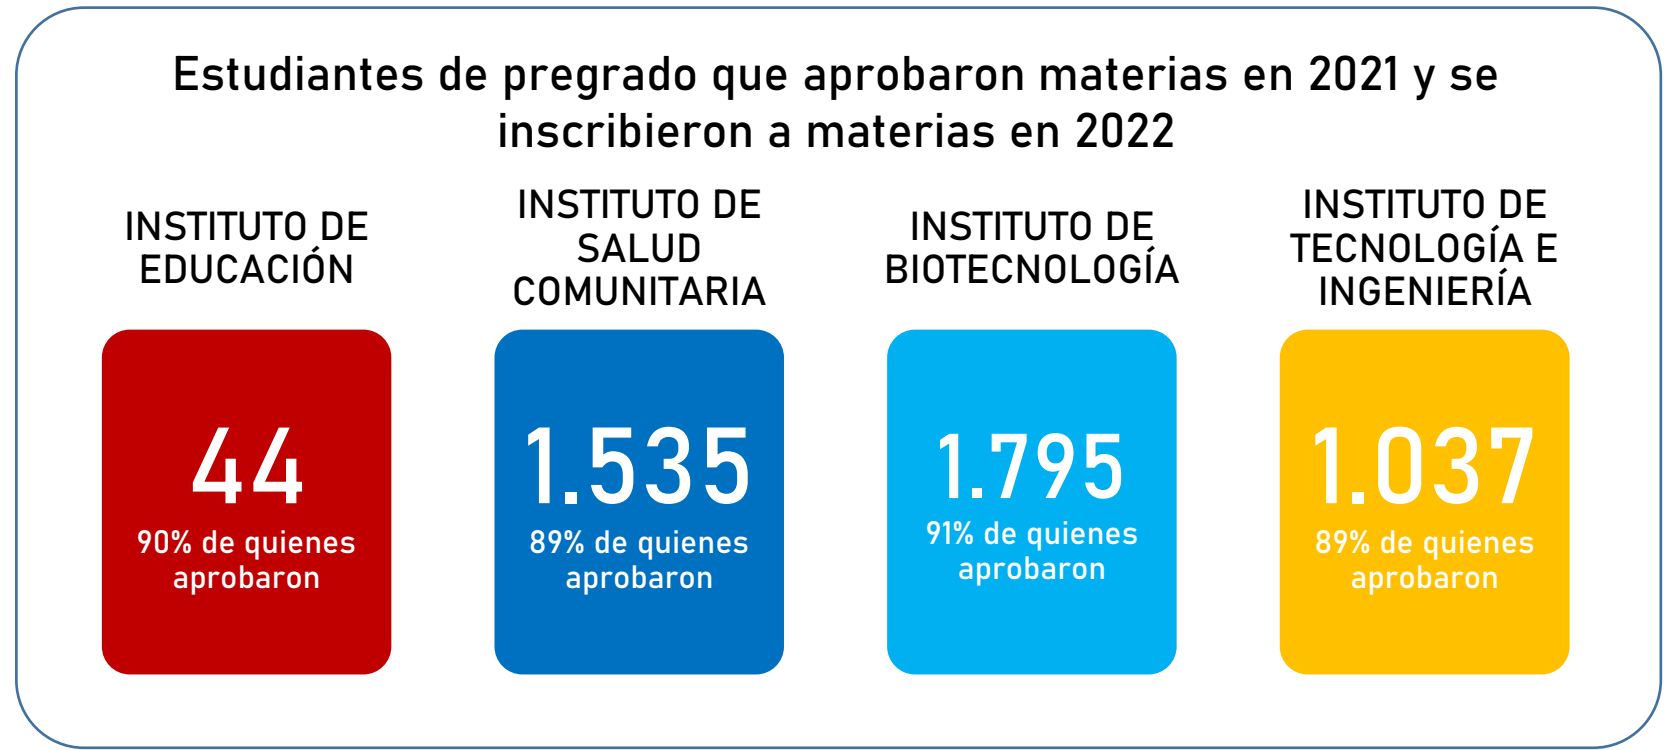 Estudiantes de pregrado que aprobaron materias en 2021 y se
inscribieron a materias en 2022
INSTITUTO DE
EDUCACIÓN
44
90% de quienes
aprobaron
INSTITUTO DE
SALUD
COMUNITARIA
1.535
89% de quienes
aprobaron
INSTITUTO DE
BIOTECNOLOGÍA
1.795
91% de quienes
aprobaron
INSTITUTO DE
TECNOLOGÍA E
INGENIERÍA
1.037
89% de quienes
aprobaron